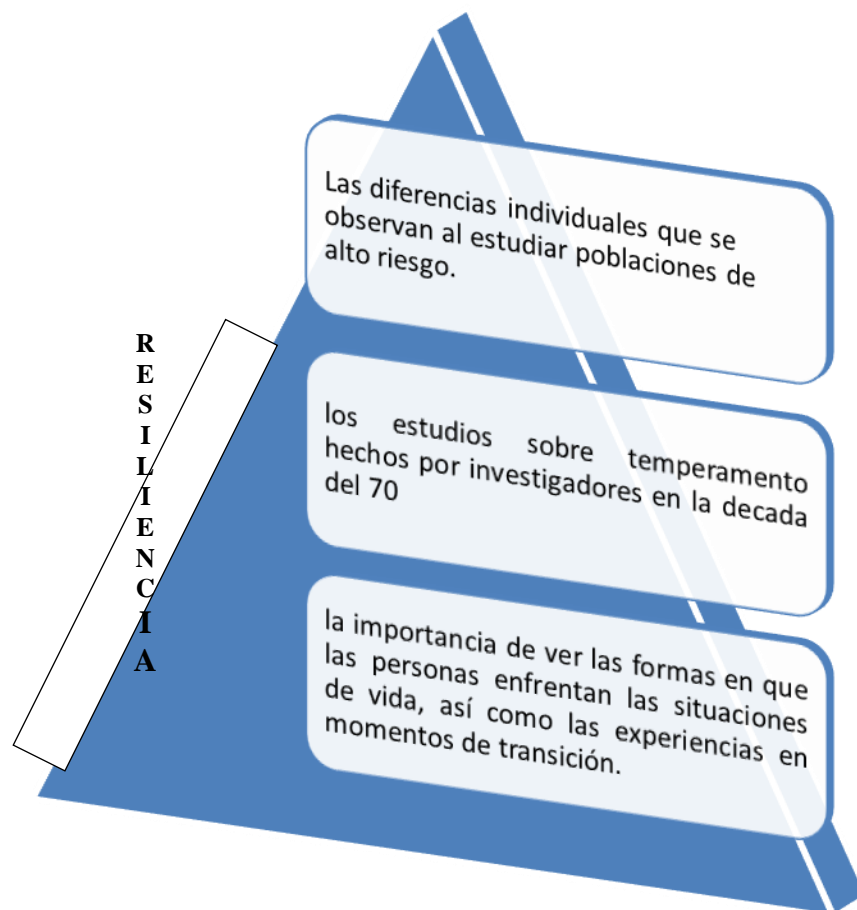 Las diferencias individuales que se
observan al estudiar poblaciones de
alto riesgo.
R
E
S
I
L
I
E
N
C
I
A
los estudios sobre temperamento
hechos por investigadores en la decada
del 70
la importancia de ver las formas en que
las personas enfrentan las situaciones
de vida, así como las experiencias en
momentos de transición.